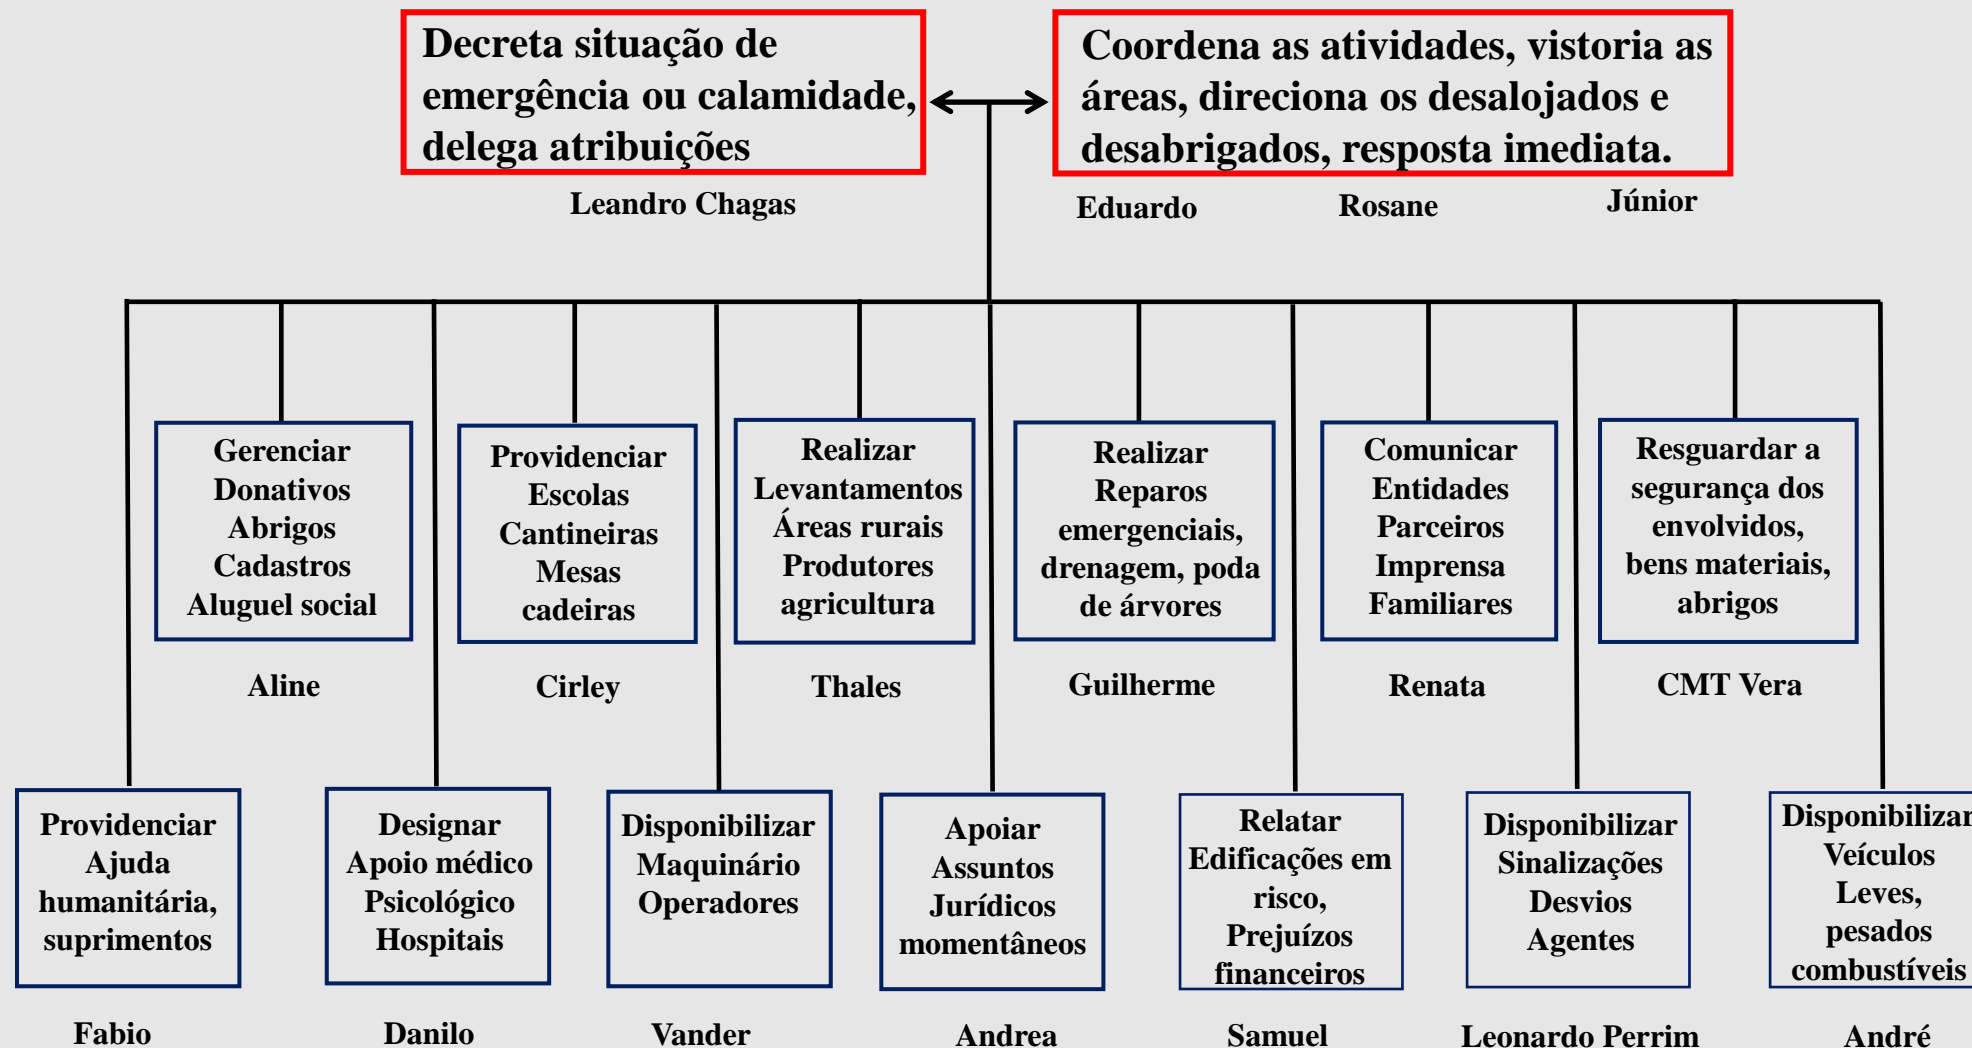 Decreta situação de
emergência ou calamidade,
delega atribuições
Leandro Chagas
Coordena as atividades, vistoria as
áreas, direciona os desalojados e
desabrigados, resposta imediata.
Eduardo
Rosane
Júnior
Gerenciar
Donativos
Abrigos
Cadastros
Aluguel social
Aline
Providenciar
Escolas
Cantineiras
Mesas
cadeiras
Cirley
Realizar
Levantamentos
Áreas rurais
Produtores
agricultura
Thales
Realizar
Reparos
emergenciais,
drenagem, poda
de árvores
Guilherme
Comunicar
Entidades
Parceiros
Imprensa
Familiares
Renata
Resguardar a
segurança dos
envolvidos,
bens materiais,
abrigos
CMT Vera
Providenciar
Ajuda
humanitária,
suprimentos
Fabio
Designar
Apoio médico
Psicológico
Hospitais
Danilo
Disponibilizar
Maquinário
Operadores
Vander
Apoiar
Assuntos
Jurídicos
momentâneos
Andrea
Relatar
Edificações em
risco,
Prejuízos
financeiros
Samuel
Disponibilizar
Sinalizações
Desvios
Agentes
Leonardo Perrim
Disponibilizar
Veículos
Leves,
pesados
combustíveis
André